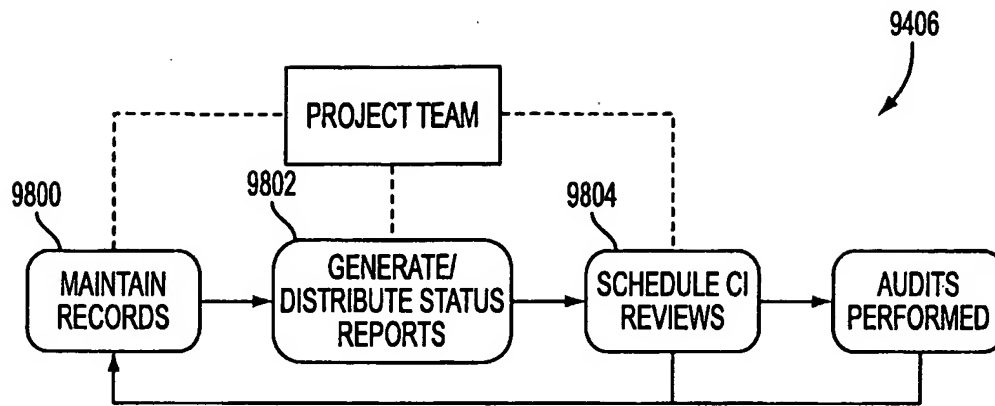 9406
PROJECT TEAM
9800
9802
9804
MAINTAIN
RECORDS
GENERATE/
DISTRIBUTE STATUS
REPORTS
SCHEDULE CI
REVIEWS
AUDITS
PERFORMED